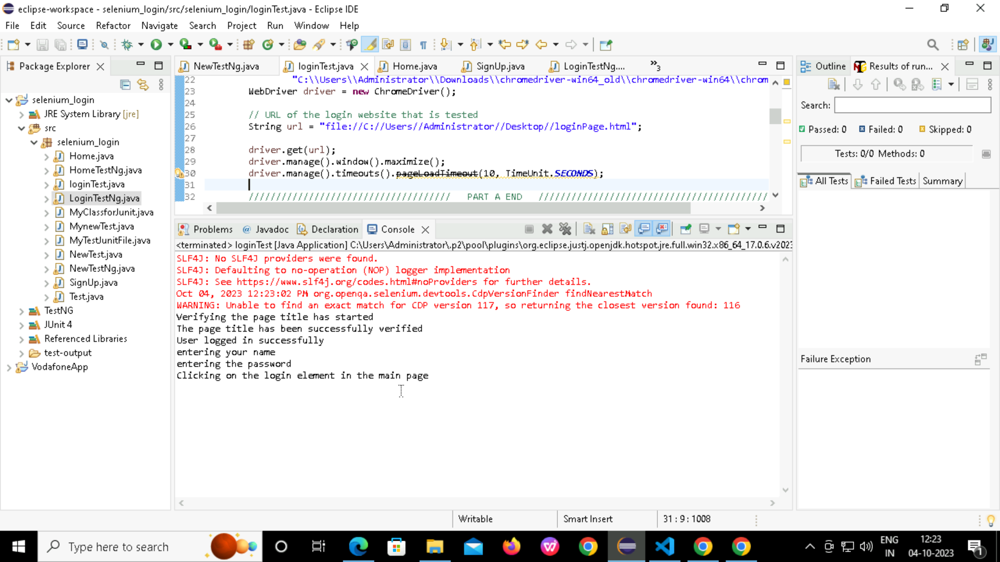 eclipse-workspace - selenium_login/src/selenium_login/loginTest.java - Eclipse IDE
File Edit Source Refactor Navigate Search Project Run Window Help
Package Explorer
selenium_login
JRE System Library [jre]
src
selenium_login
Home.java
HomeTestNg.java
loginTest.java
LoginTestNg.java
MyClassforJunit.java
MynewTest.java
MyTestJunitFile.java
NewTest.java
NewTestNg.java
SignUp.java
Test.java
TestNG
JUnit 4
Referenced Libraries
test-output
VodafoneApp
NewTestNg.java loginTest.java Home.java SignUp.java LoginTestNg.... »3
22 "C:\\Users\\Administrator\\Downloads\\chromedriver-win64_old\\chromedriver-win64\\chrom
23 WebDriver driver = new ChromeDriver();
24
25 // URL of the login website that is tested
26 String url = "file://C://Users//Administrator//Desktop//loginPage.html";
27
28 driver.get(url);
29 driver.manage().window().maximize();
30 driver.manage().timeouts().pageLoadTimeout(10, TimeUnit.SECONDS);
31
32 ///////////////////////////////////// PART A END //////////////////////////////////////////
Problems @ Javadoc Declaration Console
<terminated> loginTest [Java Application] C:\Users\Administrator\.p2\pool\plugins\org.eclipse.justj.openjdk.hotspot.jre.full.win32.x86_64_17.0.6.v2023
SLF4J: No SLF4J providers were found.
SLF4J: Defaulting to no-operation (NOP) logger implementation
SLF4J: See https://www.slf4j.org/codes.html#noProviders for further details.
Oct 04, 2023 12:23:02 PM org.openqa.selenium.devtools.CdpVersionFinder findNearestMatch
WARNING: Unable to find an exact match for CDP version 117, so returning the closest version found: 116
Verifying the page title has started
The page title has been successfully verified
User logged in successfully
entering your name
entering the password
Clicking on the login element in the main page
Outline Results of run...
Search:
Passed: 0 Failed: 0 Skipped: 0
Tests: 0/0 Methods: 0
All Tests Failed Tests Summary
Failure Exception
Writable Smart Insert 31 : 9 : 1008
Type here to search
ENG
IN
12:23
04-10-2023
1